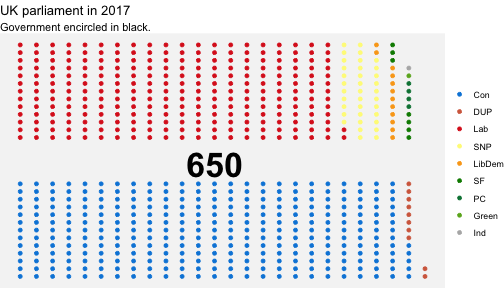 UK parliament in 2017
Government encircled in black.
650
Con
DUP
Lab
SNP
LibDem
SF
PC
Green
Ind